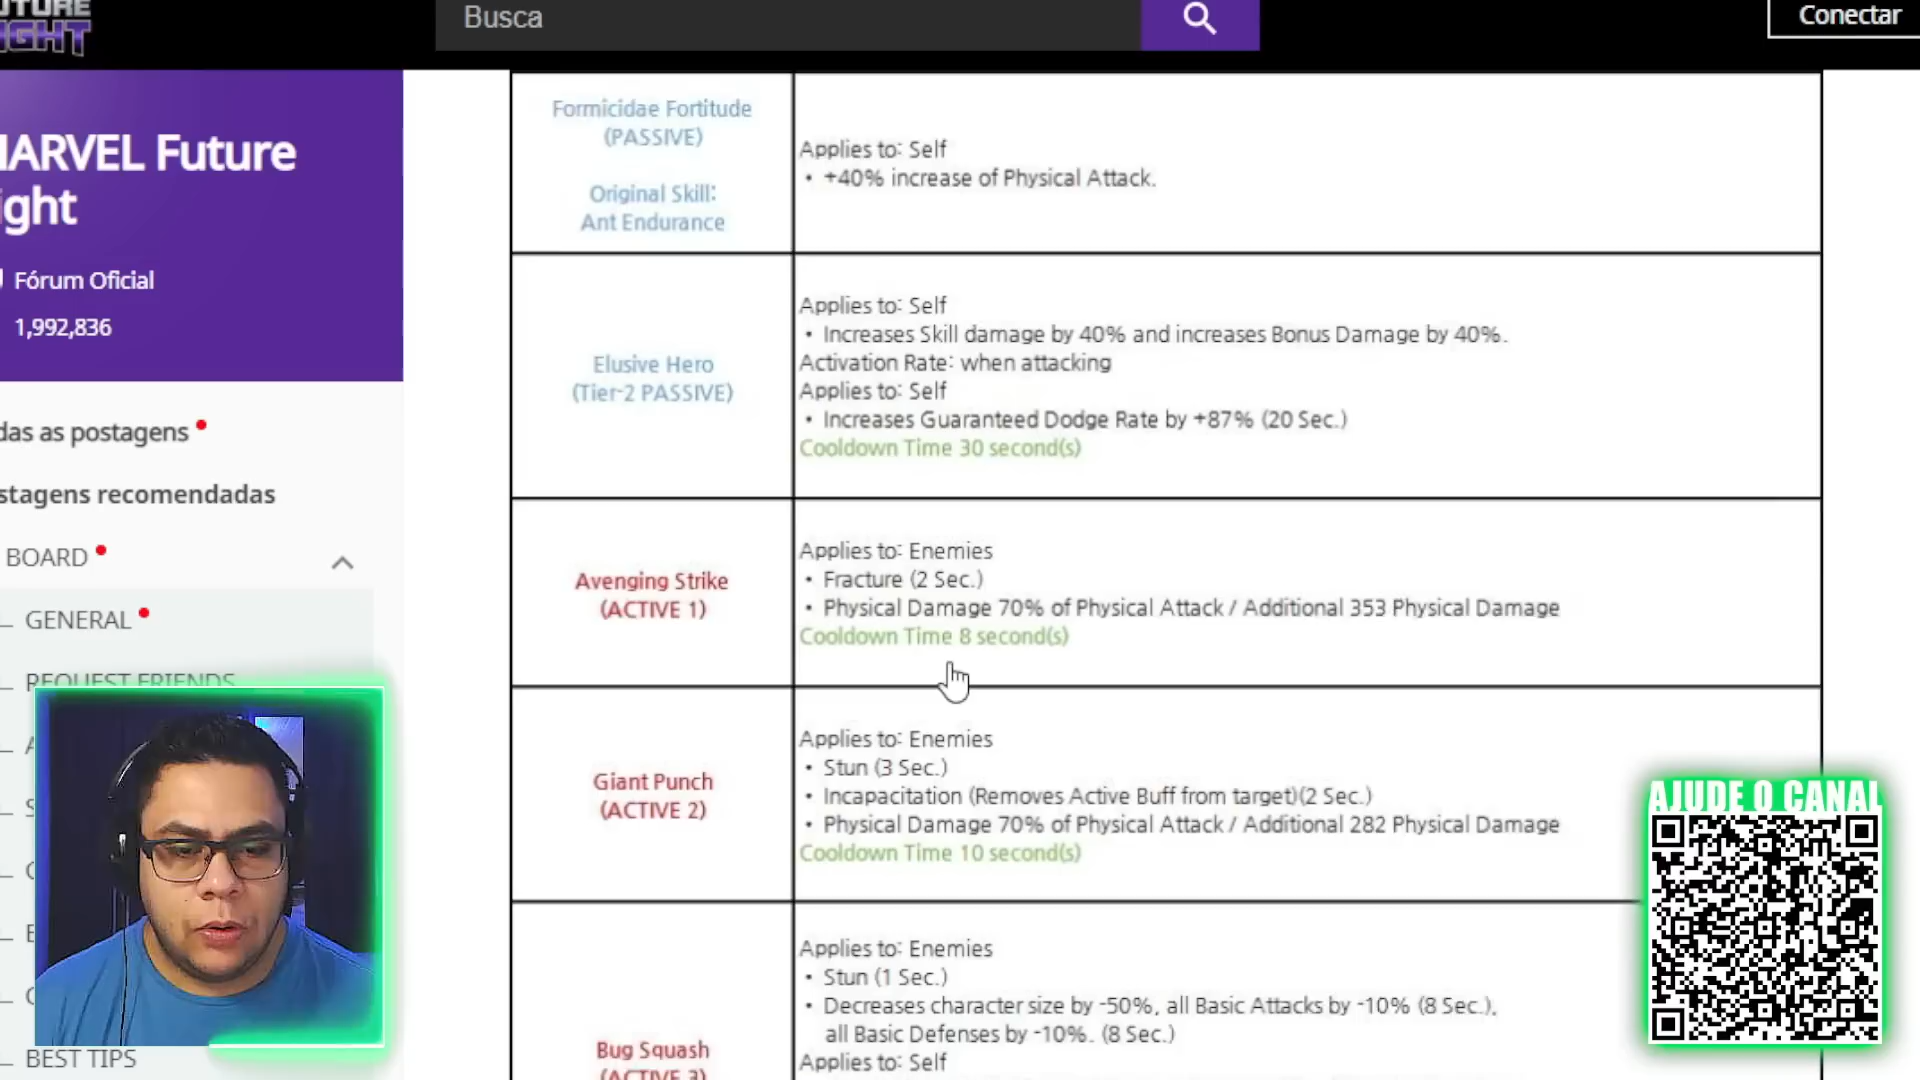 UTURE
IGHT
Busca
Conectar
MARVEL Future
ight
Fórum Oficial
1,992,836
das as postagens
stagens recomendadas
BOARD
GENERAL
REQUEST FRIENDS
BEST TIPS
Formicidae Fortitude
(PASSIVE)
Original Skill:
Ant Endurance
Applies to: Self
• +40% increase of Physical Attack.
Elusive Hero
(Tier-2 PASSIVE)
Applies to: Self
• Increases Skill damage by 40% and increases Bonus Damage by 40%.
Activation Rate: when attacking
Applies to: Self
• Increases Guaranteed Dodge Rate by +87% (20 Sec.)
Cooldown Time 30 second(s)
Avenging Strike
(ACTIVE 1)
Applies to: Enemies
• Fracture (2 Sec.)
• Physical Damage 70% of Physical Attack / Additional 353 Physical Damage
Cooldown Time 8 second(s)
Giant Punch
(ACTIVE 2)
Applies to: Enemies
• Stun (3 Sec.)
• Incapacitation (Removes Active Buff from target)(2 Sec.)
• Physical Damage 70% of Physical Attack / Additional 282 Physical Damage
Cooldown Time 10 second(s)
Bug Squash
(ACTIVE 3)
Applies to: Enemies
• Stun (1 Sec.)
• Decreases character size by -50%, all Basic Attacks by -10% (8 Sec.),
all Basic Defenses by -10%. (8 Sec.)
Applies to: Self
AJUDE O CANAL